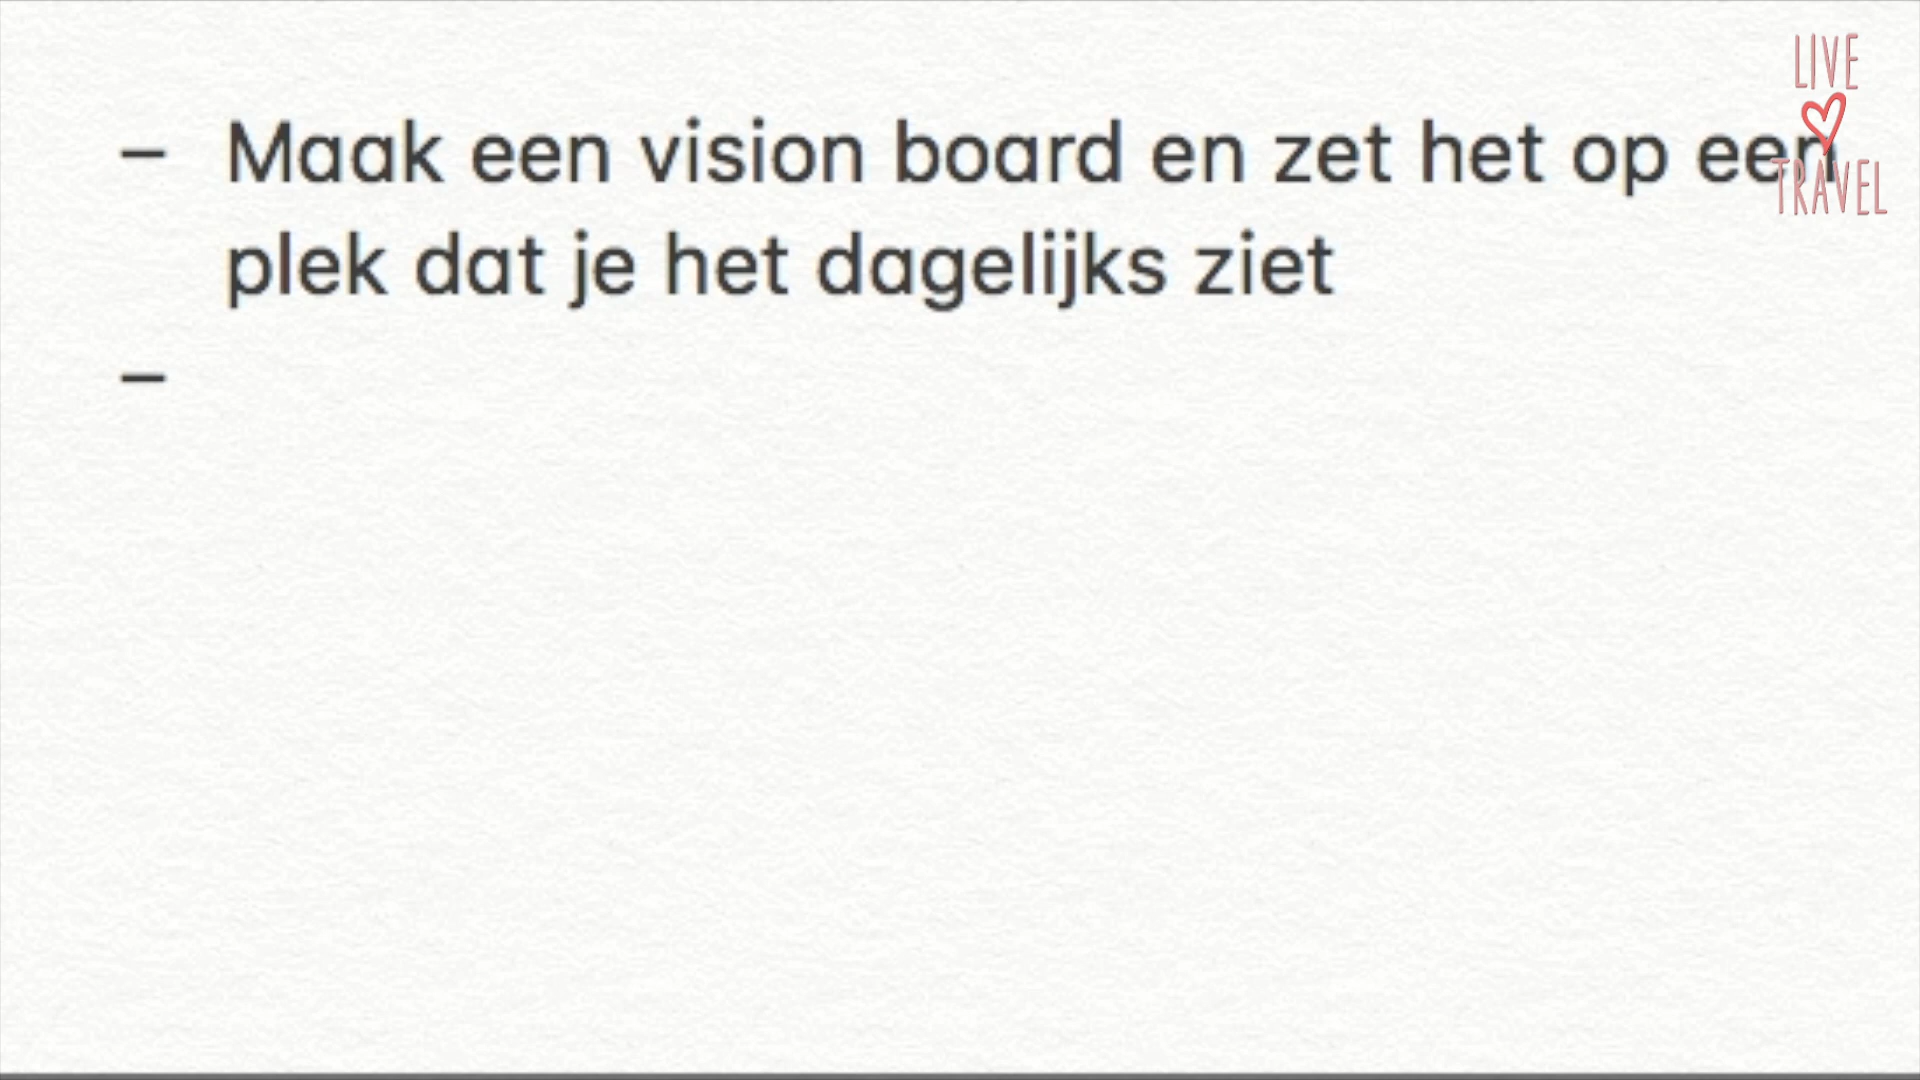 – Maak een vision board en zet het op een
plek dat je het dagelijks ziet
–
LIVE
TRAVEL